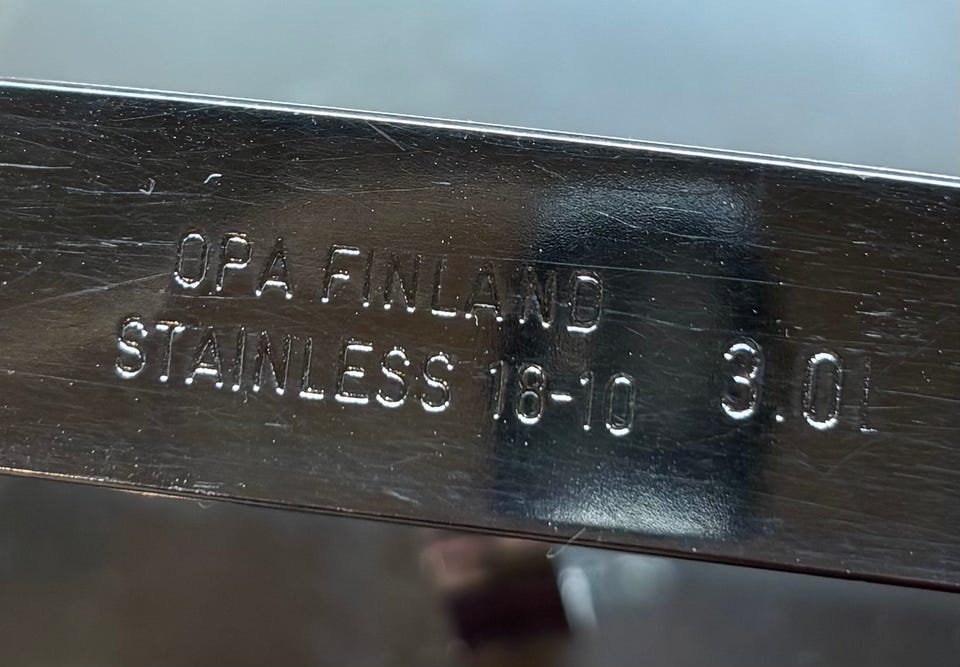 OPA FINLAND
STAINLESS 18-10 3.0L